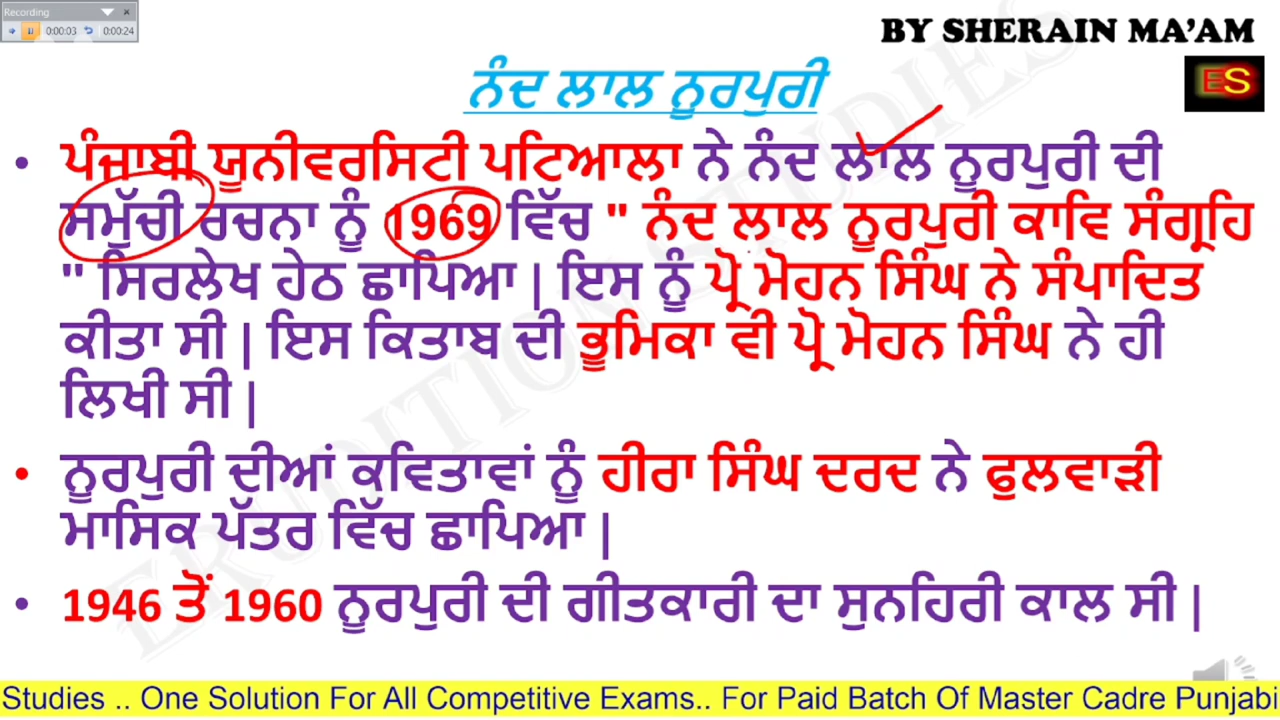 Recording
0:00:03 0:00:24
BY SHERAIN MA'AM
ES
ਨੰਦ ਲਾਲ ਨੂਰਪੁਰੀ
• ਪੰਜਾਬੀ ਯੂਨੀਵਰਸਿਟੀ ਪਟਿਆਲਾ ਨੇ ਨੰਦ ਲਾਲ ਨੂਰਪੁਰੀ ਦੀ
ਸਮੁੱਚੀ ਰਚਨਾ ਨੂੰ 1969 ਵਿੱਚ " ਨੰਦ ਲਾਲ ਨੂਰਪੁਰੀ ਕਾਵਿ ਸੰਗ੍ਰਹਿ
" ਸਿਰਲੇਖ ਹੇਠ ਛਾਪਿਆ | ਇਸ ਨੂੰ ਪ੍ਰੋ ਮੋਹਨ ਸਿੰਘ ਨੇ ਸੰਪਾਦਿਤ
ਕੀਤਾ ਸੀ | ਇਸ ਕਿਤਾਬ ਦੀ ਭੂਮਿਕਾ ਵੀ ਪ੍ਰੋ ਮੋਹਨ ਸਿੰਘ ਨੇ ਹੀ
ਲਿਖੀ ਸੀ |
• ਨੂਰਪੁਰੀ ਦੀਆਂ ਕਵਿਤਾਵਾਂ ਨੂੰ ਹੀਰਾ ਸਿੰਘ ਦਰਦ ਨੇ ਫੁਲਵਾੜੀ
ਮਾਸਿਕ ਪੱਤਰ ਵਿੱਚ ਛਾਪਿਆ |
• 1946 ਤੋਂ 1960 ਨੂਰਪੁਰੀ ਦੀ ਗੀਤਕਾਰੀ ਦਾ ਸੁਨਹਿਰੀ ਕਾਲ ਸੀ |
ERUDITION STUDIES
Studies .. One Solution For All Competitive Exams.. For Paid Batch Of Master Cadre Punjabi